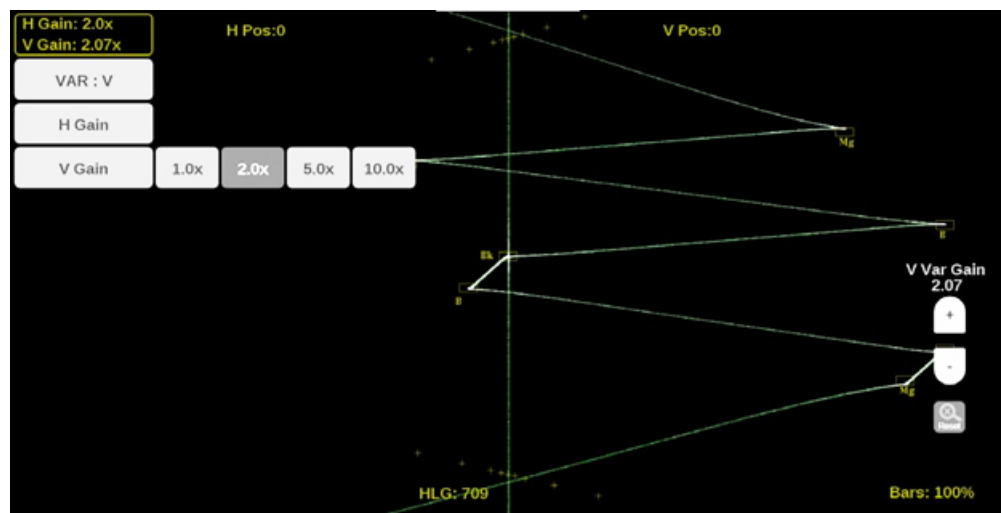 H Gain: 2.0x
V Gain: 2.07x
H Pos:0
V Pos:0
VAR : V
H Gain
V Gain
1.0x
2.0x
5.0x
10.0x
Mg
B
Bk
B
V Var Gain
2.07
+
-
Mg
Reset
HLG: 709
Bars: 100%